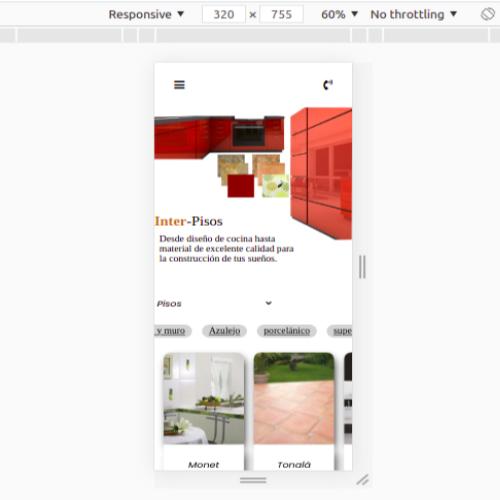 Responsive ▼ 320 × 755 60% ▼ No throttling ▼
Inter-Pisos
Desde diseño de cocina hasta
material de excelente calidad para
la construcción de tus sueños.
Pisos
y muro Azulejo porcelánico supe
Monet Tonalá